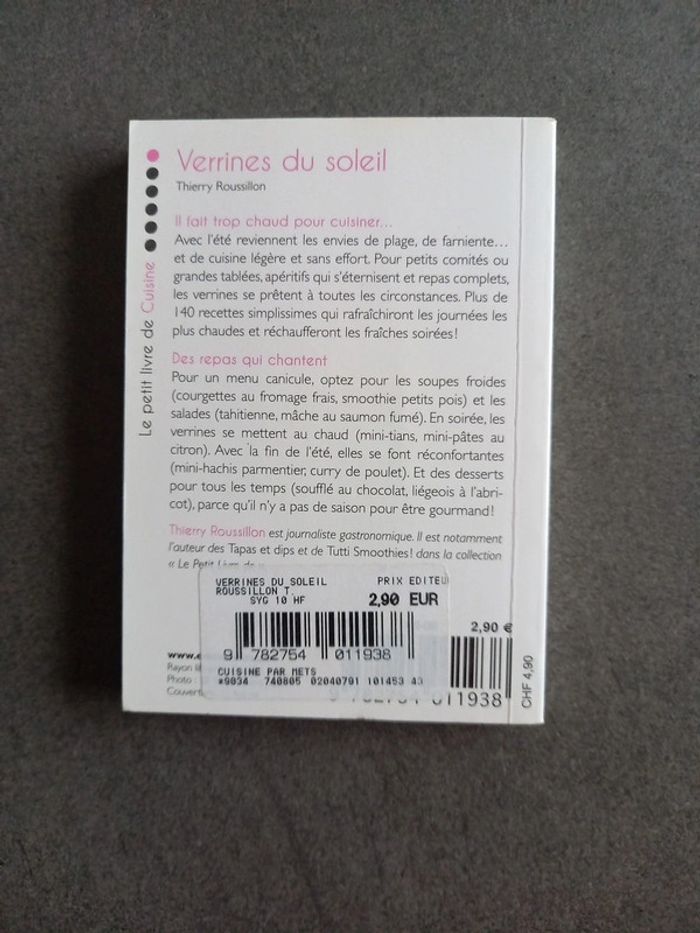 Verrines du soleil
Thierry Roussillon
Il fait trop chaud pour cuisiner...
Avec l'été reviennent les envies de plage, de farniente...
et de cuisine légère et sans effort. Pour petits comités ou
grandes tablées, apéritifs qui s'éternisent et repas complets,
les verrines se prêtent à toutes les circonstances. Plus de
140 recettes simplissimes qui rafraîchiront les journées les
plus chaudes et réchaufferont les fraîches soirées!
Des repas qui chantent
Pour un menu canicule, optez pour les soupes froides
(courgettes au fromage frais, smoothie petits pois) et les
salades (tahitienne, mâche au saumon fumé). En soirée, les
verrines se mettent au chaud (mini-tians, mini-pâtes au
citron). Avec la fin de l'été, elles se font réconfortantes
(mini-hachis parmentier, curry de poulet). Et des desserts
pour tous les temps (soufflé au chocolat, liégeois à l'abri-
cot), parce qu'il n'y a pas de saison pour être gourmand!
Thierry Roussillon est journaliste gastronomique. Il est notamment
l'auteur des Tapas et dips et de Tutti Smoothies! dans la collection
« Le Petit Livre de »
Le petit livre de Cuisine
VERRINES DU SOLEIL PRIX EDITEU
ROUSSILLON T.
SYG 10 HF 2,90 EUR
9 782754 011938
CUISINE PAR METS
*9034 740805 02040791 101453 43
www.
Rayon
Photo :
Couvert
2,90 €
011938
CHF 4,90